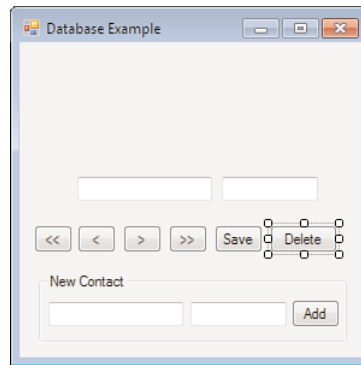 Database Example
<< < > >> Save Delete
New Contact
Add